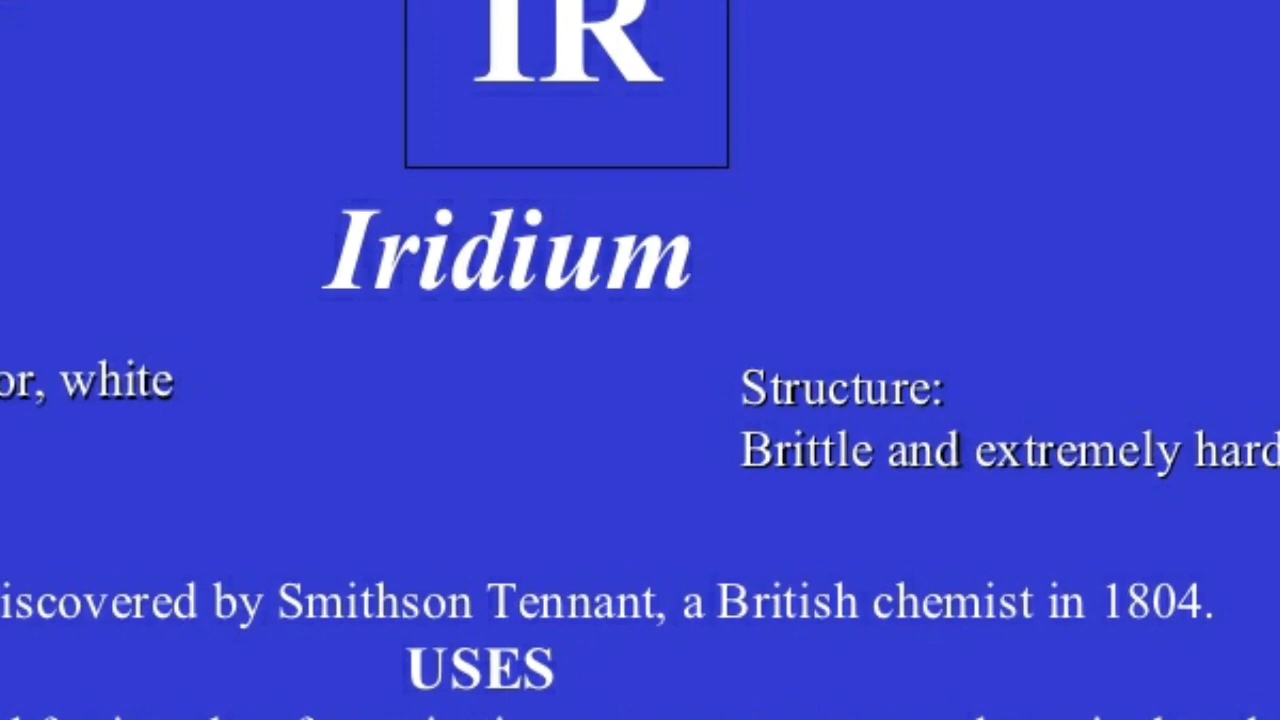 IR
Iridium
or, white
Structure:
Brittle and extremely hard
iscovered by Smithson Tennant, a British chemist in 1804.
USES